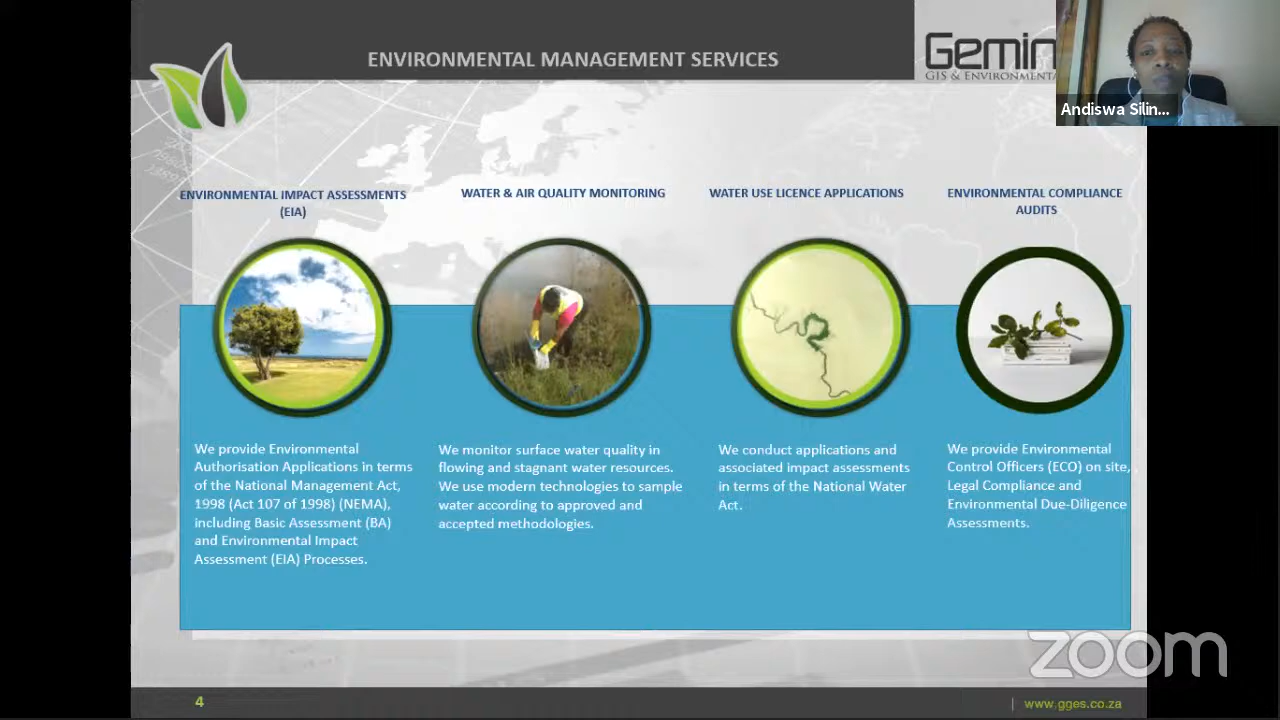 ENVIRONMENTAL MANAGEMENT SERVICES
Gemin
GIS & ENVIRONMENTA
Andiswa Silin...
ENVIRONMENTAL IMPACT ASSESSMENTS
(EIA)
WATER & AIR QUALITY MONITORING
WATER USE LICENCE APPLICATIONS
ENVIRONMENTAL COMPLIANCE
AUDITS
We provide Environmental
Authorisation Applications in terms
of the National Management Act,
1998 (Act 107 of 1998) (NEMA),
including Basic Assessment (BA)
and Environmental Impact
Assessment (EIA) Processes.
We monitor surface water quality in
flowing and stagnant water resources.
We use modern technologies to sample
water according to approved and
accepted methodologies.
We conduct applications and
associated impact assessments
in terms of the National Water
Act.
We provide Environmental
Control Officers (ECO) on site,
Legal Compliance and
Environmental Due-Diligence
Assessments.
zoom
4
www.gges.co.za